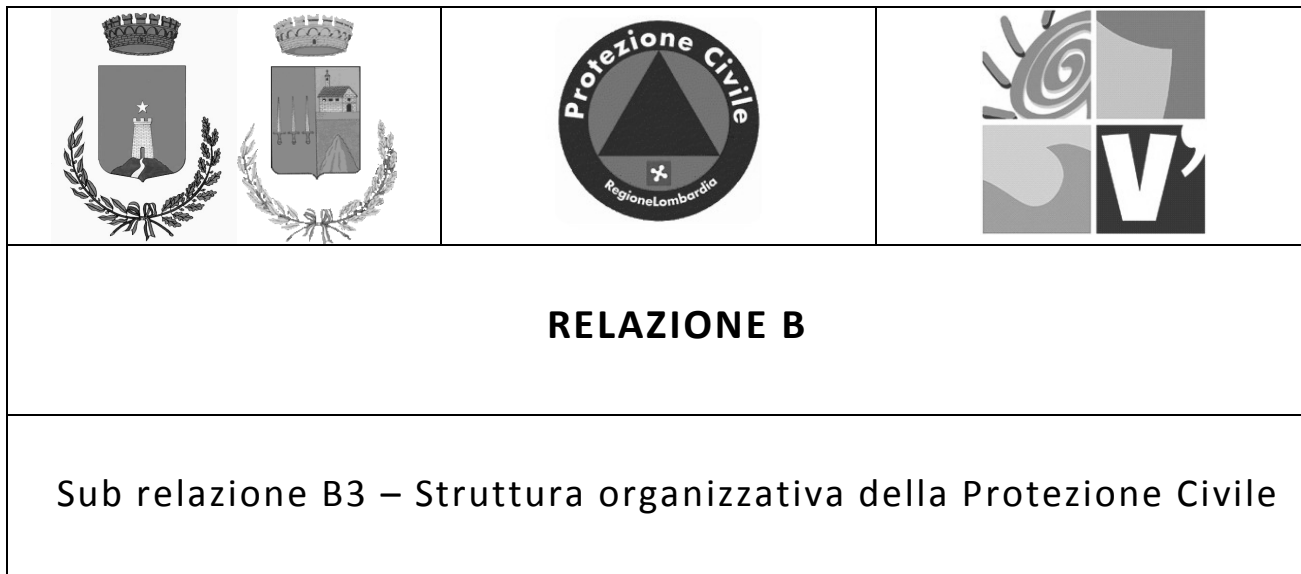 Protezione Civile
RegioneLombardia
V'
RELAZIONE B
Sub relazione B3 – Struttura organizzativa della Protezione Civile